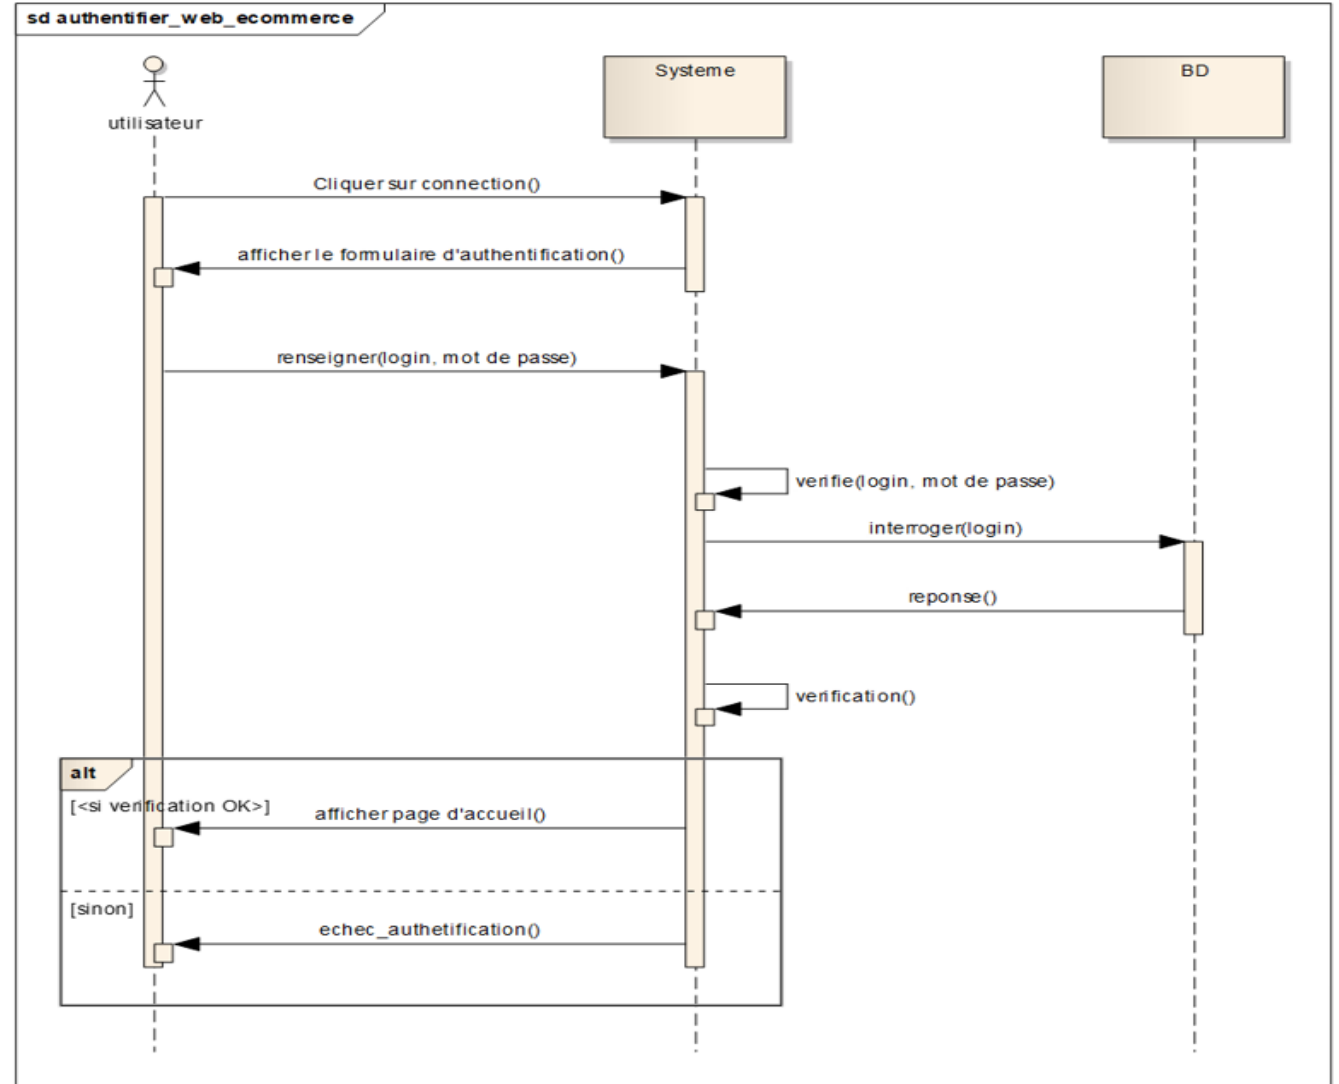 sd authentifier_web_ecommerce
utilisateur
Systeme
BD
Cliquer sur connection()
afficher le formulaire d'authentification()
renseigner(login, mot de passe)
verifie(login, mot de passe)
interroger(login)
reponse()
verification()
alt
[<si verification OK>]
afficher page d'accueil()
[sinon]
echec_authetification()